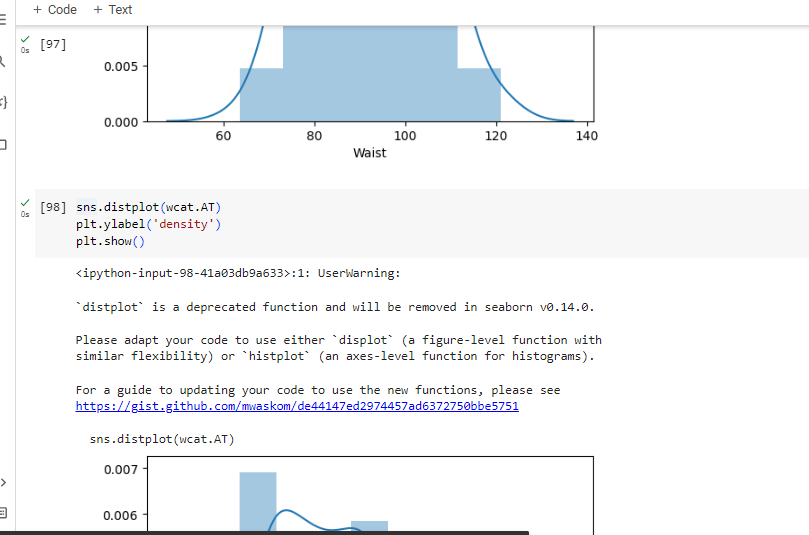 + Code + Text
[97]
0s
0.005
0.000
60 80 100 120 140
Waist
[98] sns.distplot(wcat.AT)
0s
plt.ylabel('density')
plt.show()
<ipython-input-98-41a03db9a633>:1: UserWarning:
`distplot` is a deprecated function and will be removed in seaborn v0.14.0.
Please adapt your code to use either `displot` (a figure-level function with
similar flexibility) or `histplot` (an axes-level function for histograms).
For a guide to updating your code to use the new functions, please see
https://gist.github.com/mwaskom/de44147ed2974457ad6372750bbe5751
sns.distplot(wcat.AT)
0.007
0.006